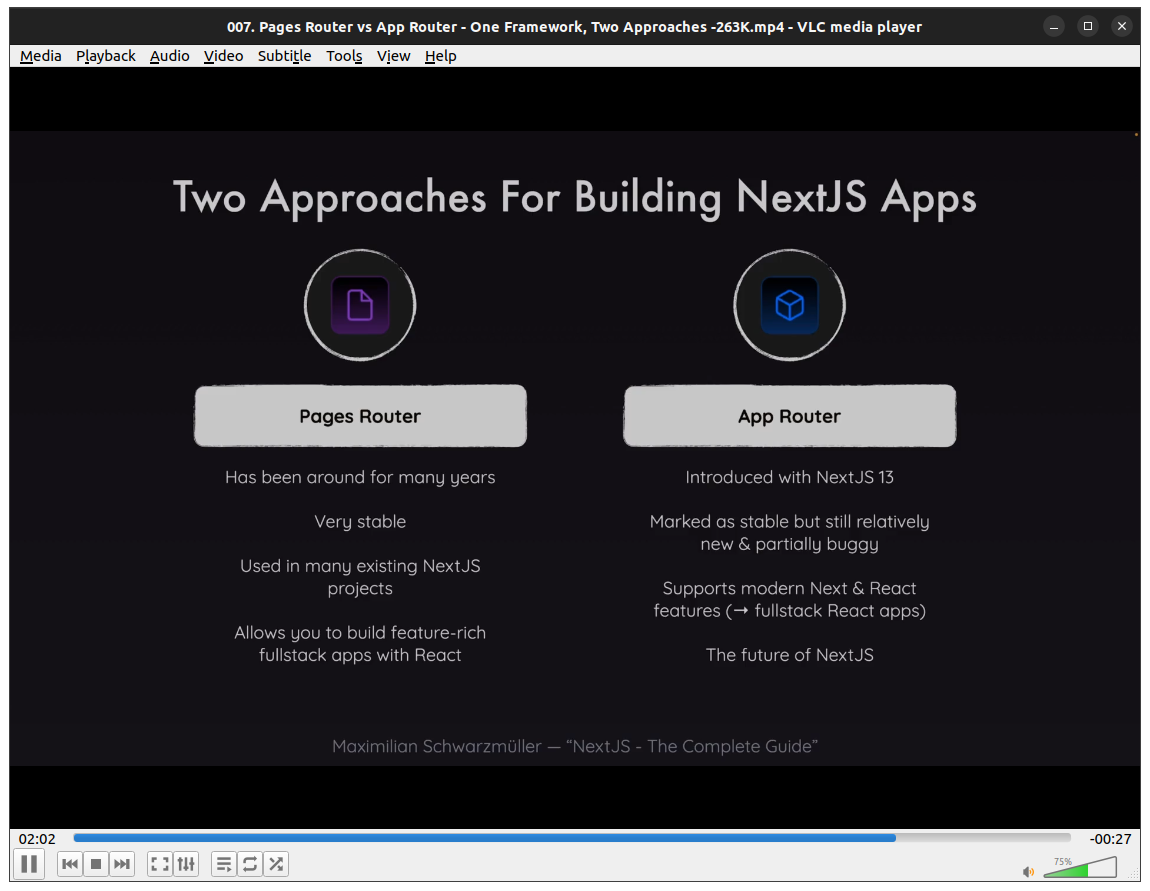 007. Pages Router vs App Router - One Framework, Two Approaches -263K.mp4 - VLC media player
Media Playback Audio Video Subtitle Tools View Help
Two Approaches For Building NextJS Apps
Pages Router
Has been around for many years
Very stable
Used in many existing NextJS
projects
Allows you to build feature-rich
fullstack apps with React
App Router
Introduced with NextJS 13
Marked as stable but still relatively
new & partially buggy
Supports modern Next & React
features (→ fullstack React apps)
The future of NextJS
Maximilian Schwarzmüller — “NextJS - The Complete Guide”
02:02
-00:27
75%